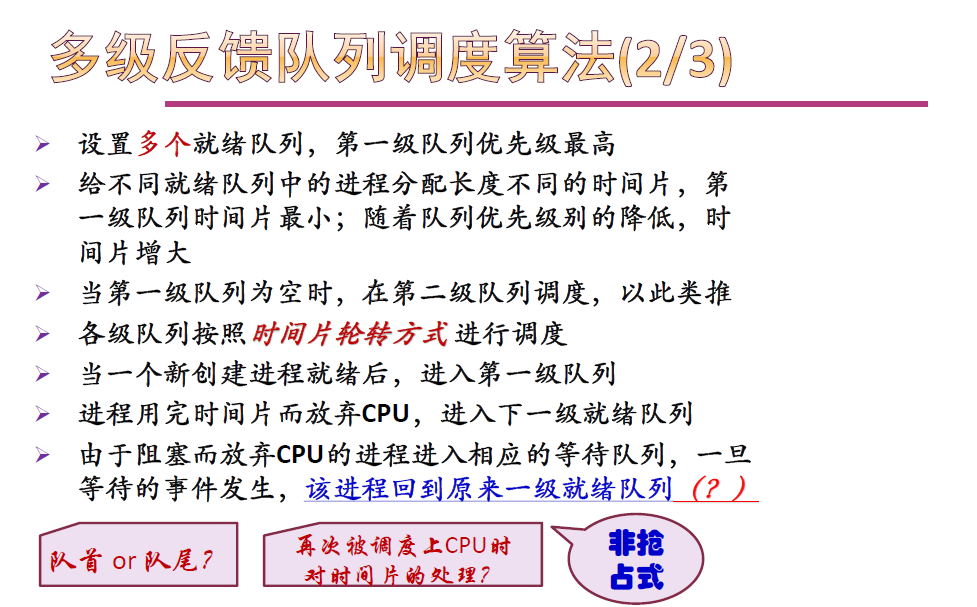 多级反馈队列调度算法(2/3)
设置多个就绪队列，第一级队列优先级最高
给不同就绪队列中的进程分配长度不同的时间片，第
一级队列时间片最小；随着队列优先级别的降低，时
间片增大
当第一级队列为空时，在第二级队列调度，以此类推
各级队列按照时间片轮转方式进行调度
当一个新创建进程就绪后，进入第一级队列
进程用完时间片而放弃CPU，进入下一级就绪队列
由于阻塞而放弃CPU的进程进入相应的等待队列，一旦
等待的事件发生，该进程回到原来一级就绪队列（？）
队首 or 队尾？
再次被调度上CPU时
对时间片的处理？
非抢
占式